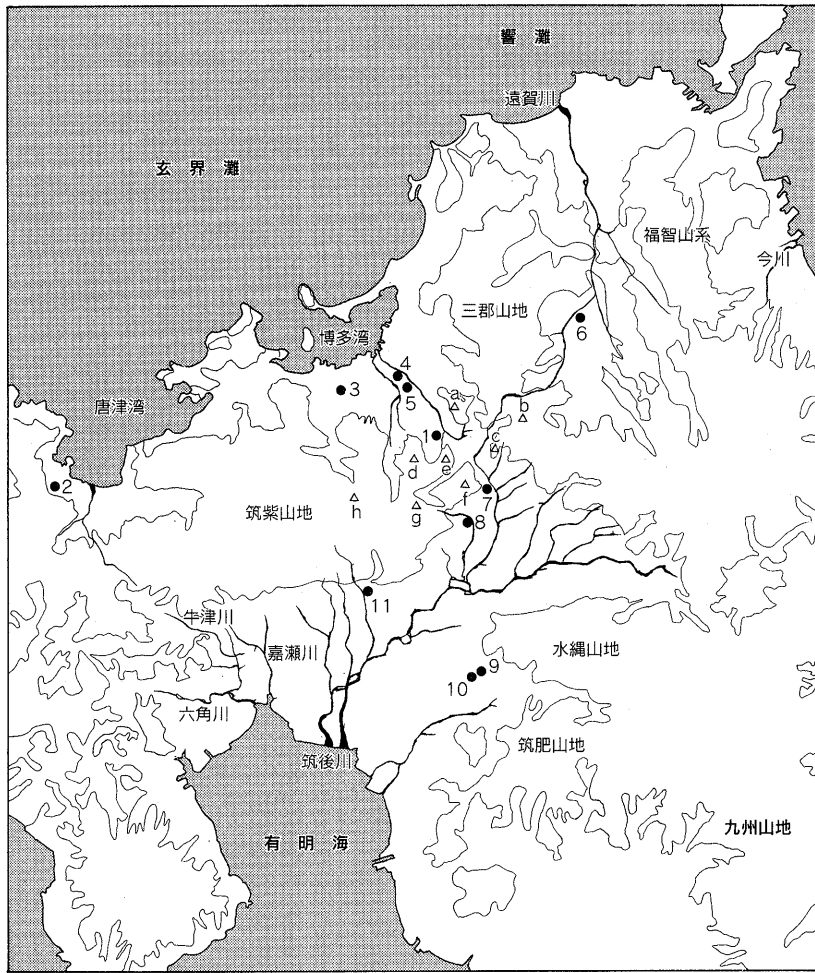 響灘
遠賀川
玄界灘
福智山系
今川
三郡山地
博多湾
6
4
3
5
a
b
唐津湾
1
c
d
e
2
f
7
h
筑紫山地
g
8
11
牛津川
嘉瀬川
水縄山地
9
10
六角川
筑肥山地
筑後川
九州山地
有明海